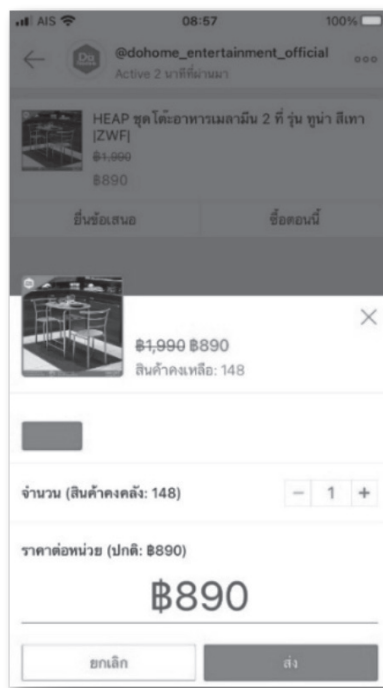 AIS 08:57 100%
@dohome_entertainment_official
Active 2 นาทีที่ผ่านมา
HEAP ชุดโต๊ะอาหารเมลามีน 2 ที่ รุ่น ทูน่า สีเทา
|ZWF|
฿1,990
฿890
ยื่นข้อเสนอ ซื้อตอนนี้
฿1,990 ฿890
สินค้าคงเหลือ: 148
จำนวน (สินค้าคงคลัง: 148) − 1 +
ราคาต่อหน่วย (ปกติ: ฿890)
฿890
ยกเลิก ส่ง